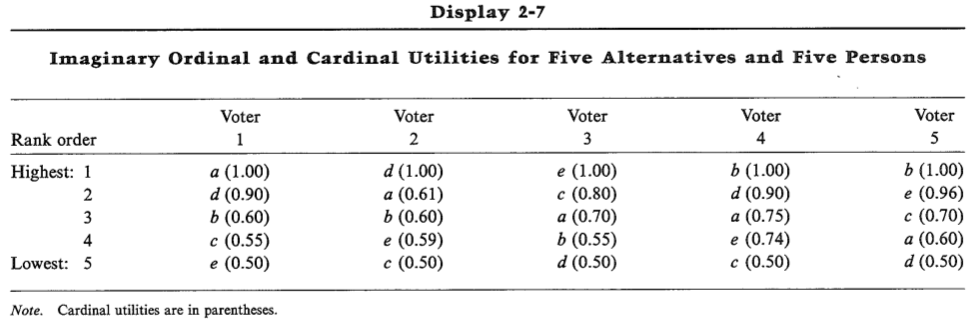 Display 2-7
Imaginary Ordinal and Cardinal Utilities for Five Alternatives and Five Persons
Voter Voter Voter Voter Voter
Rank order 1 2 3 4 5
Highest: 1 a (1.00) d (1.00) e (1.00) b (1.00) b (1.00)
2 d (0.90) a (0.61) c (0.80) d (0.90) e (0.96)
3 b (0.60) b (0.60) a (0.70) a (0.75) c (0.70)
4 c (0.55) e (0.59) b (0.55) e (0.74) a (0.60)
Lowest: 5 e (0.50) c (0.50) d (0.50) c (0.50) d (0.50)
Note. Cardinal utilities are in parentheses.